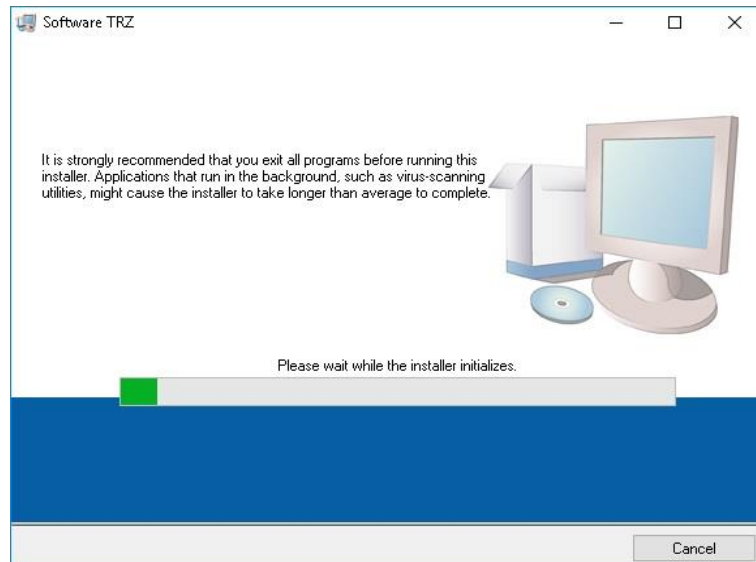 Software TRZ
It is strongly recommended that you exit all programs before running this
installer. Applications that run in the background, such as virus-scanning
utilities, might cause the installer to take longer than average to complete.
Please wait while the installer initializes.
Cancel